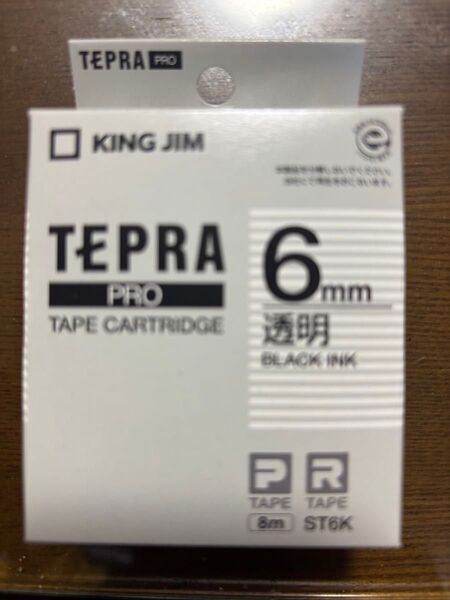 TEPRA PRO
KING JIM
TEPRA
PRO
TAPE CARTRIDGE
6mm
透明
BLACK INK
P R
TAPE TAPE
8m ST6K